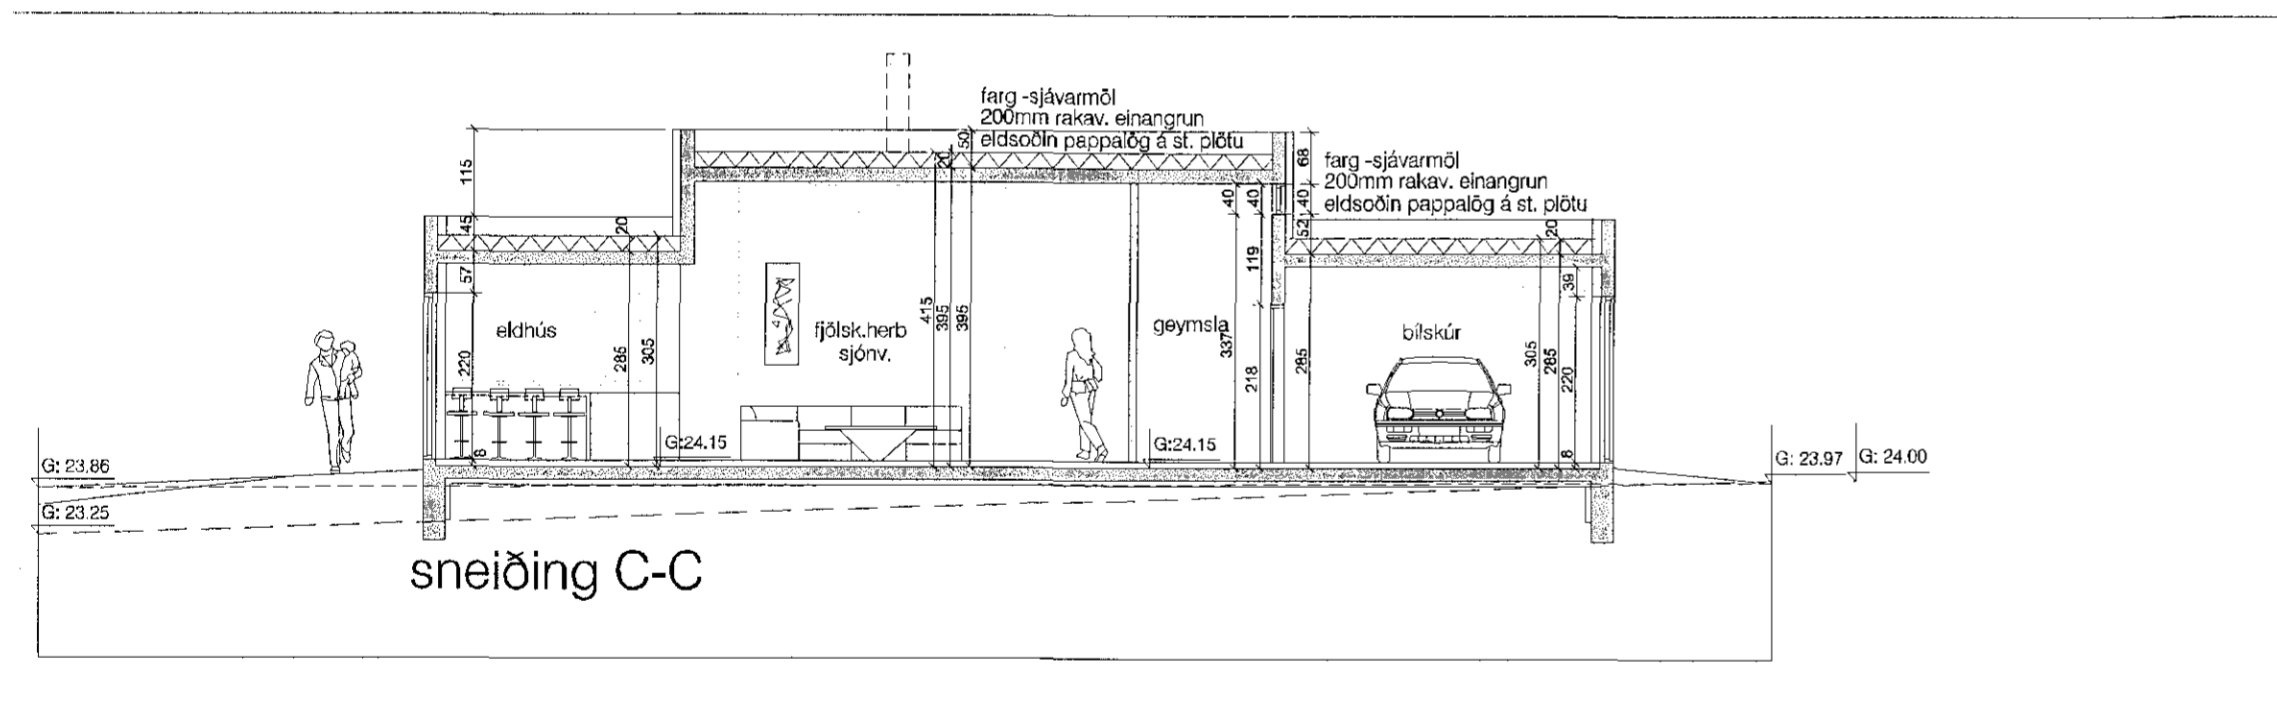 farg -sjávarmöl
200mm rakav. einangrun
eldsoðin pappalög á st. plötu
farg -sjávarmöl
200mm rakav. einangrun
eldsoðin pappalög á st. plötu
115
45
57
220
8
20
285
305
eldhús
fjölsk.herb
sjónv.
415
20
395
50
395
geymsla
40
337
40
119
218
68
40
52
285
bílskúr
305
20
285
39
220
8
G:24.15
G:24.15
G: 23.86
G: 23.25
G: 23.97
G: 24.00
sneiðing C-C